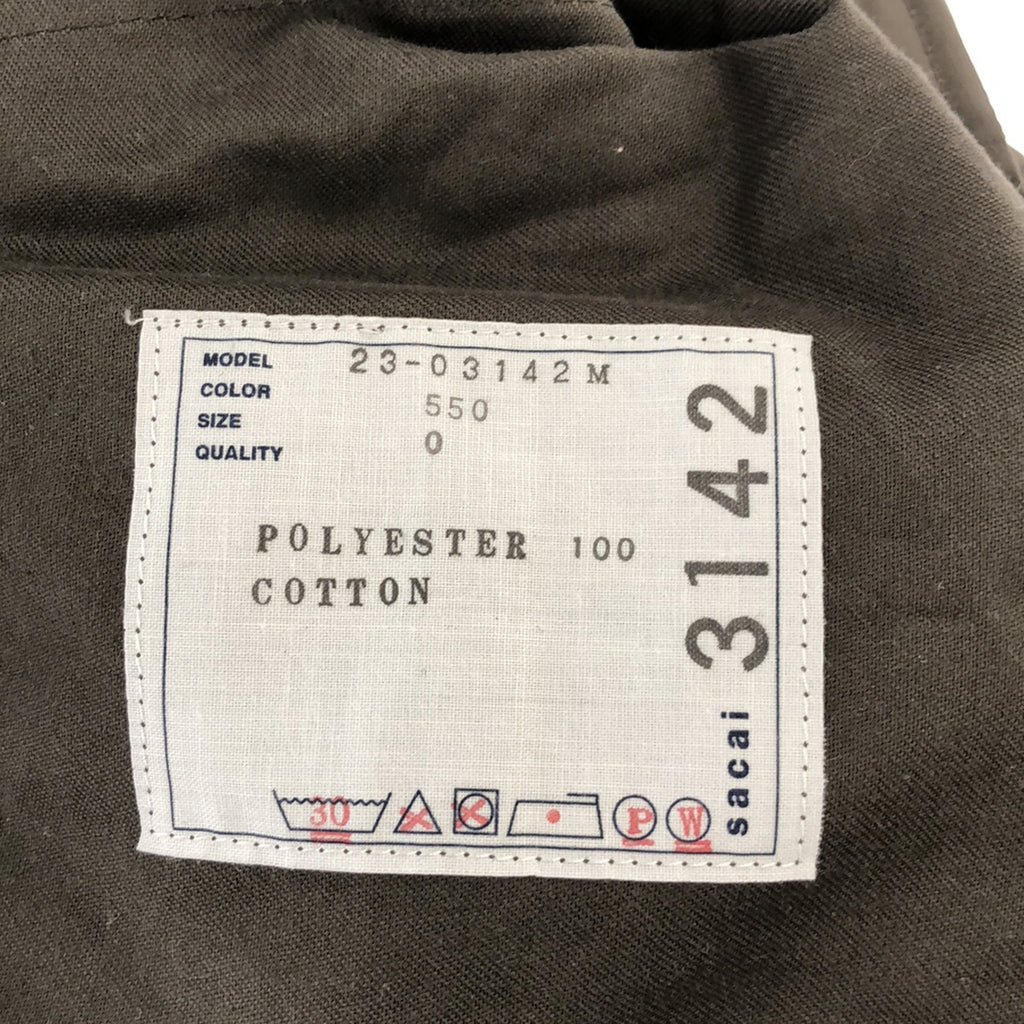 MODEL 23-03142M
COLOR 550
SIZE 0
QUALITY
POLYESTER 100
COTTON
30 P W
sacai 3142